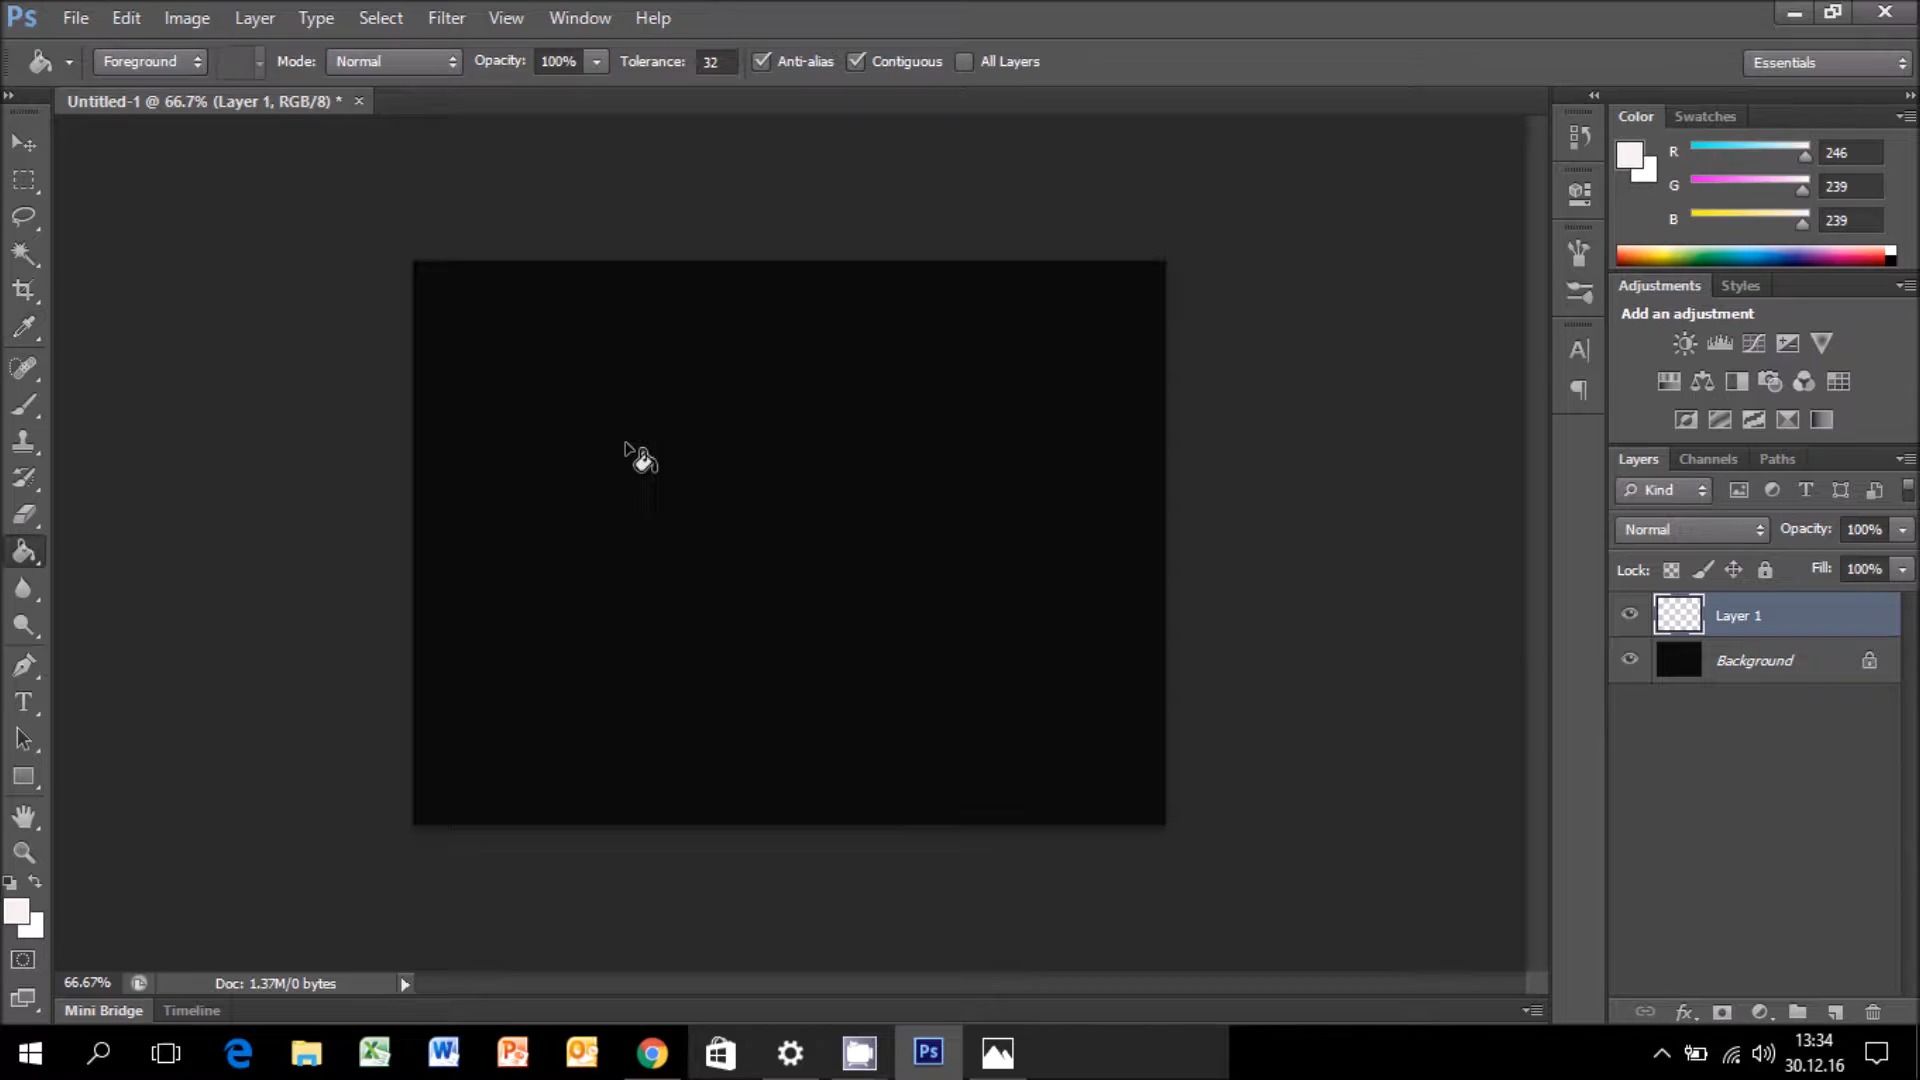 Ps File Edit Image Layer Type Select Filter View Window Help
Foreground Mode: Normal Opacity: 100% Tolerance: 32 Anti-alias Contiguous All Layers Essentials
Untitled-1 @ 66.7% (Layer 1, RGB/8) * ×
Color Swatches
R 246
G 239
B 239
Adjustments Styles
Add an adjustment
Layers Channels Paths
Kind
Normal Opacity: 100%
Lock: Fill: 100%
Layer 1
Background
66.67% Doc: 1.37M/0 bytes
Mini Bridge Timeline
Ps
13:34
30.12.16